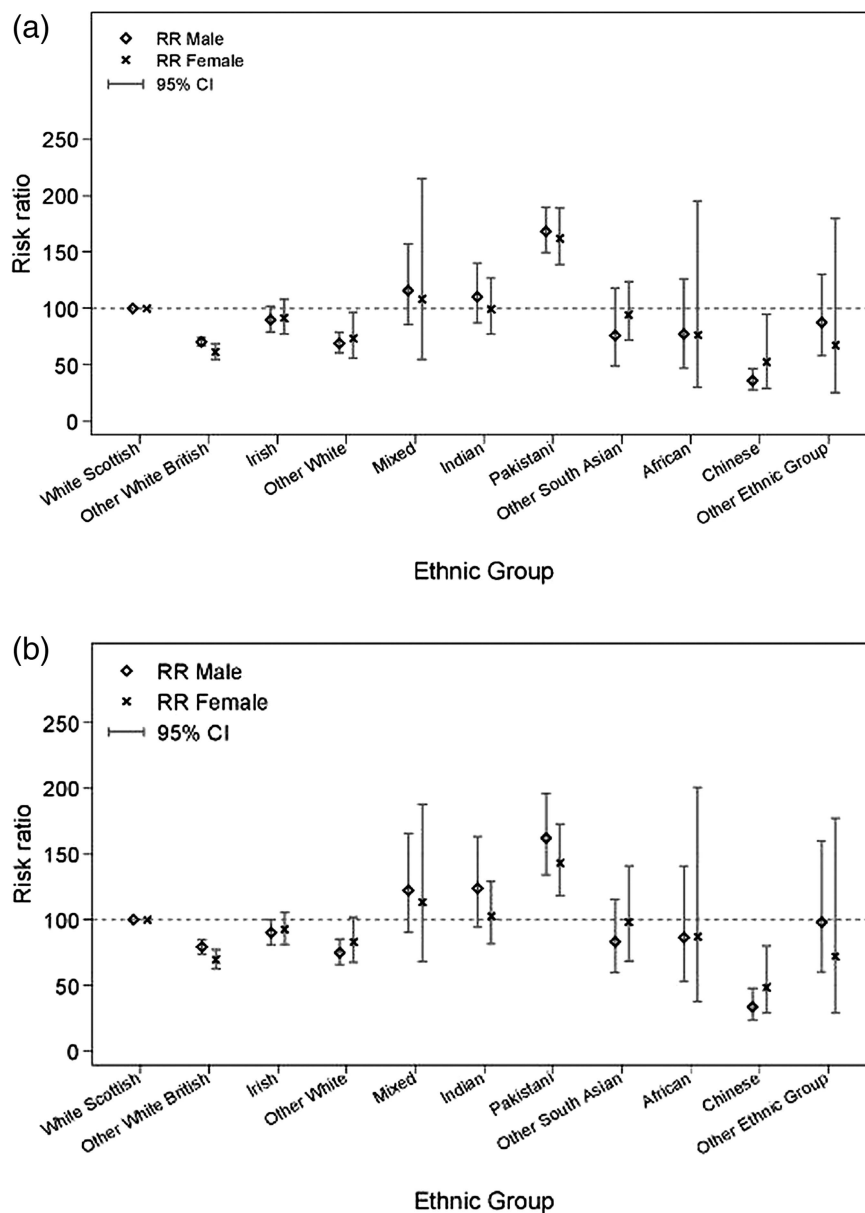 (a)
RR Male
RR Female
95% CI
250
200
150
100
50
0
Risk ratio
White Scottish
Other White British
Irish
Other White
Mixed
Indian
Pakistani
Other South Asian
African
Chinese
Other Ethnic Group
Ethnic Group
(b)
RR Male
RR Female
95% CI
250
200
150
100
50
0
Risk ratio
White Scottish
Other White British
Irish
Other White
Mixed
Indian
Pakistani
Other South Asian
African
Chinese
Other Ethnic Group
Ethnic Group